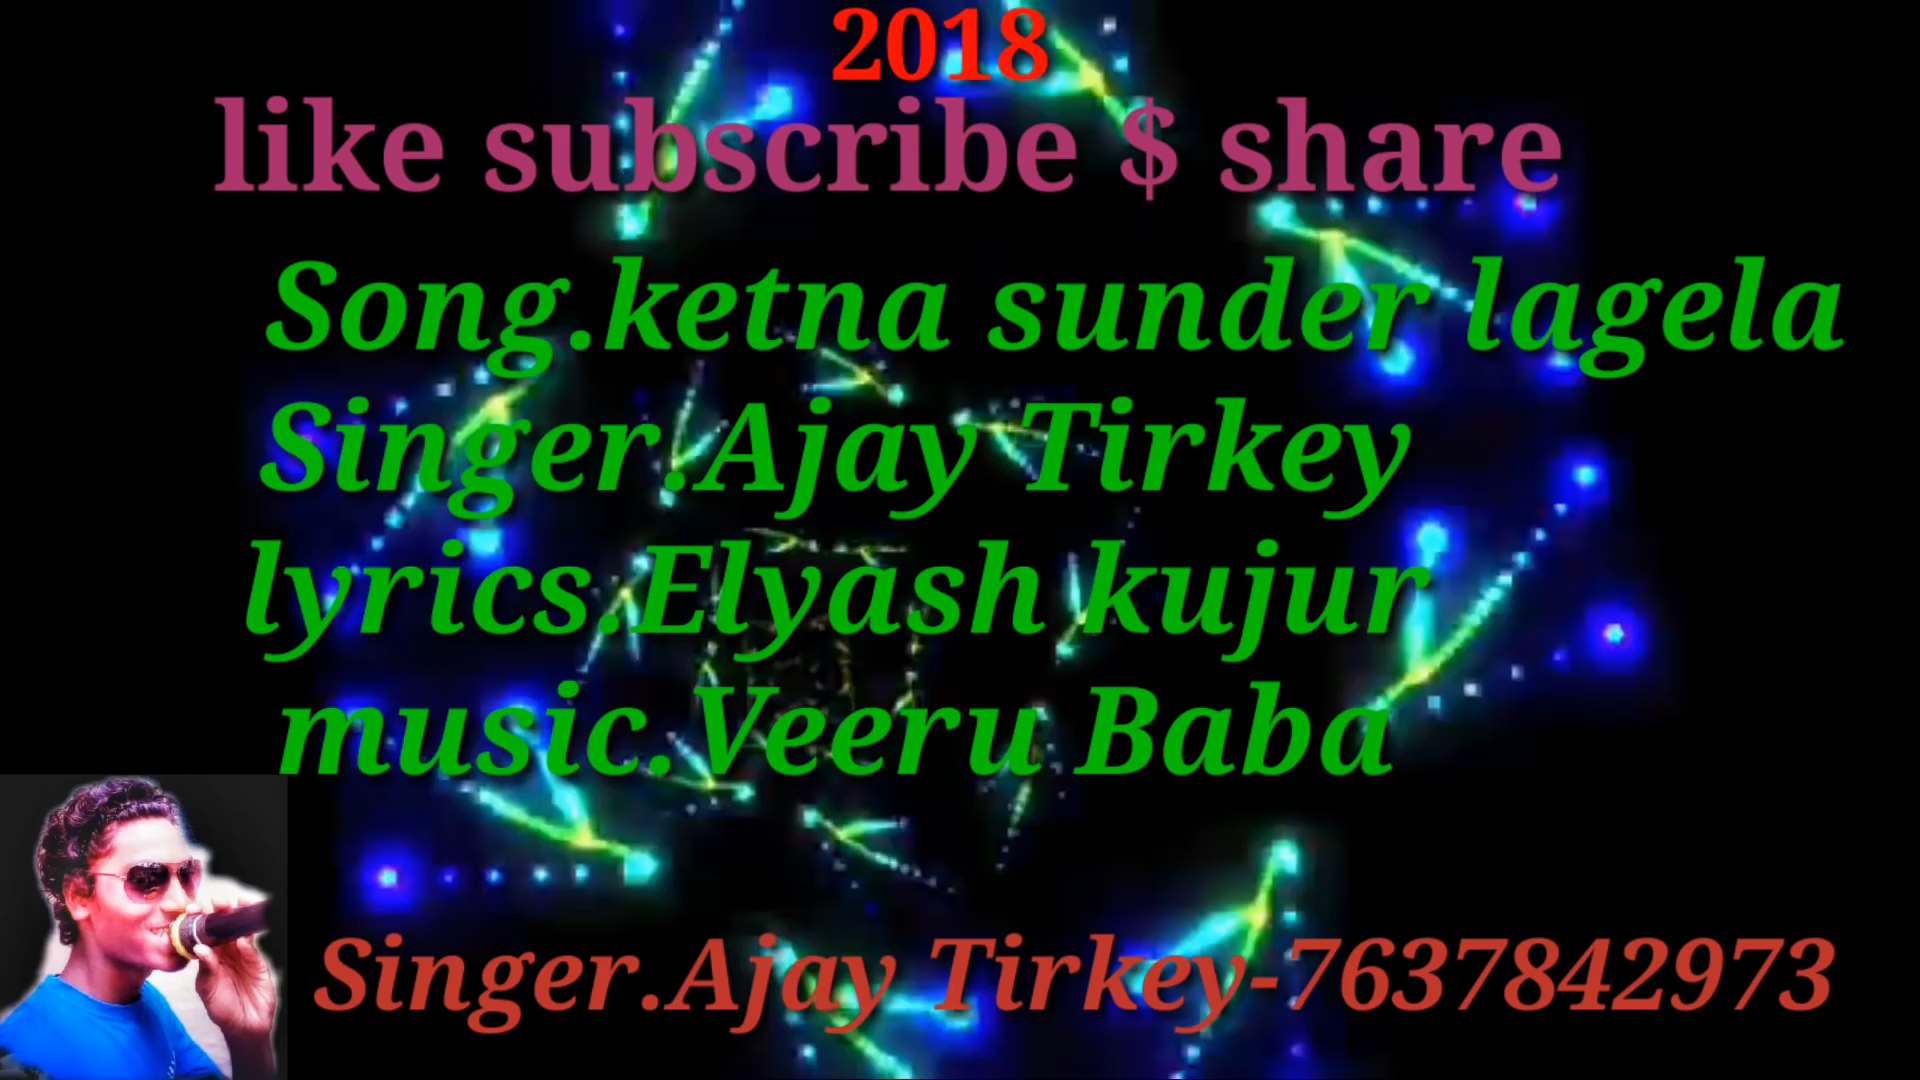 2018
like subscribe $ share
Song.ketna sunder lagela
Singer.Ajay Tirkey
lyrics.Elyash kujur
music.Veeru Baba
Singer.Ajay Tirkey-7637842973